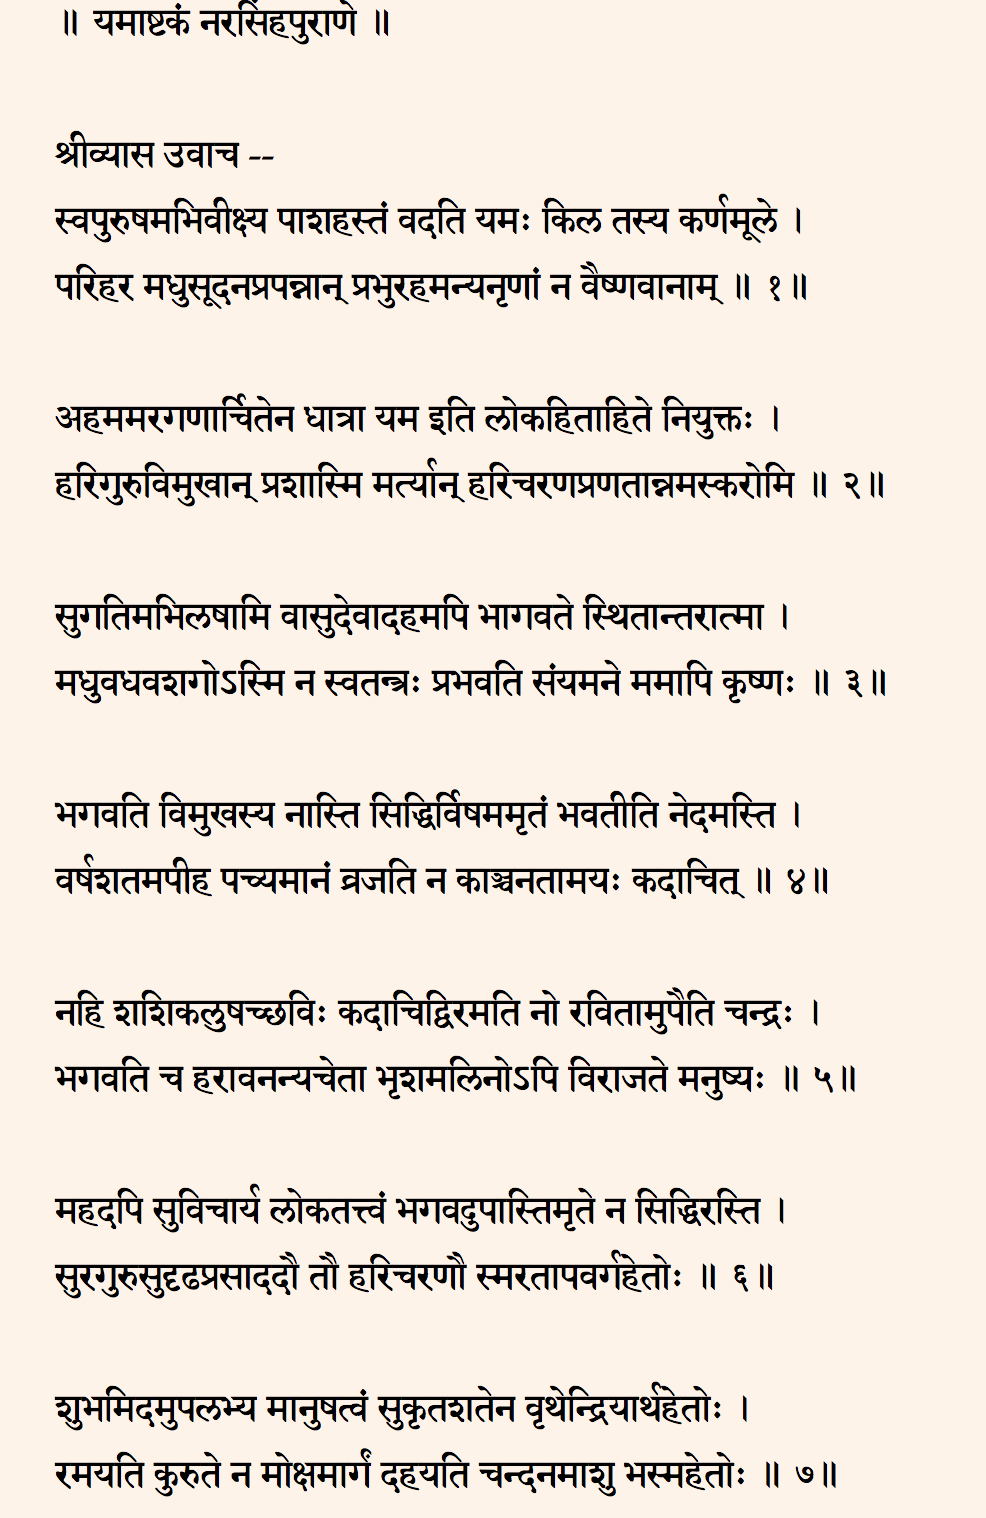 ॥ यमाष्टकं नरसिंहपुराणे ॥
श्रीव्यास उवाच --
स्वपुरुषमभिवीक्ष्य पाशहस्तं वदति यमः किल तस्य कर्णमूले ।
परिहर मधुसूदनप्रपन्नान् प्रभुरहमन्यनृणां न वैष्णवानाम् ॥ १॥
अहममरगणार्चितेन धात्रा यम इति लोकहिताहिते नियुक्तः ।
हरिगुरुविमुखान् प्रशास्मि मर्त्यान् हरिचरणप्रणतान्नमस्करोमि ॥ २॥
सुगतिमभिलषामि वासुदेवादहमपि भागवते स्थितान्तरात्मा ।
मधुवधवशगोऽस्मि न स्वतन्त्रः प्रभवति संयमने ममापि कृष्णः ॥ ३॥
भगवति विमुखस्य नास्ति सिद्धिर्विषममृतं भवतीति नेदमस्ति ।
वर्षशतमपीह पच्यमानं व्रजति न काञ्चनतामयः कदाचित् ॥ ४॥
नहि शशिकलुषच्छविः कदाचिद्विरमति नो रवितामुपैति चन्द्रः ।
भगवति च हरावनन्यचेता भृशमलिनोऽपि विराजते मनुष्यः ॥ ५॥
महदपि सुविचार्य लोकतत्त्वं भगवदुपास्तिमृते न सिद्धिरस्ति ।
सुरगुरुसुदृढप्रसाददौ तौ हरिचरणौ स्मरतापवर्गहेतोः ॥ ६॥
शुभमिदमुपलभ्य मानुषत्वं सुकृतशतेन वृथेन्द्रियार्थहेतोः ।
रमयति कुरुते न मोक्षमार्गं दहयति चन्दनमाशु भस्महेतोः ॥ ७॥